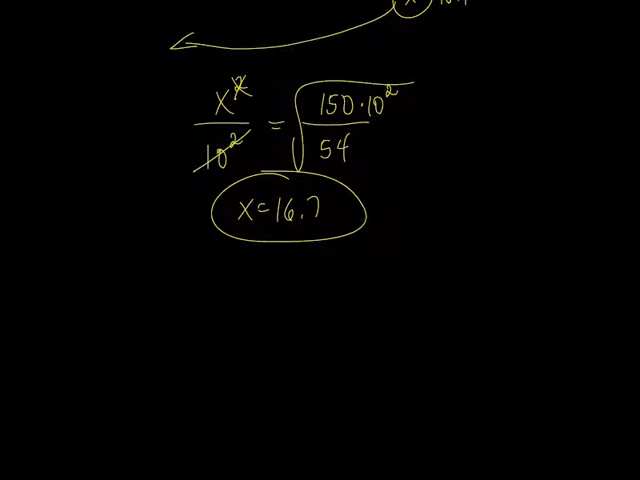 x² / 10² = √(150·10² / 54)
x=16.7